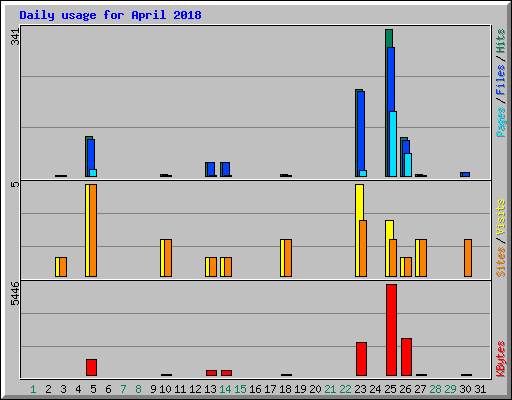 Daily usage for April 2018
341
Pages / Files / Hits
5
Sites / Visits
5446
KBytes
1 2 3 4 5 6 7 8 9 10 11 12 13 14 15 16 17 18 19 20 21 22 23 24 25 26 27 28 29 30 31